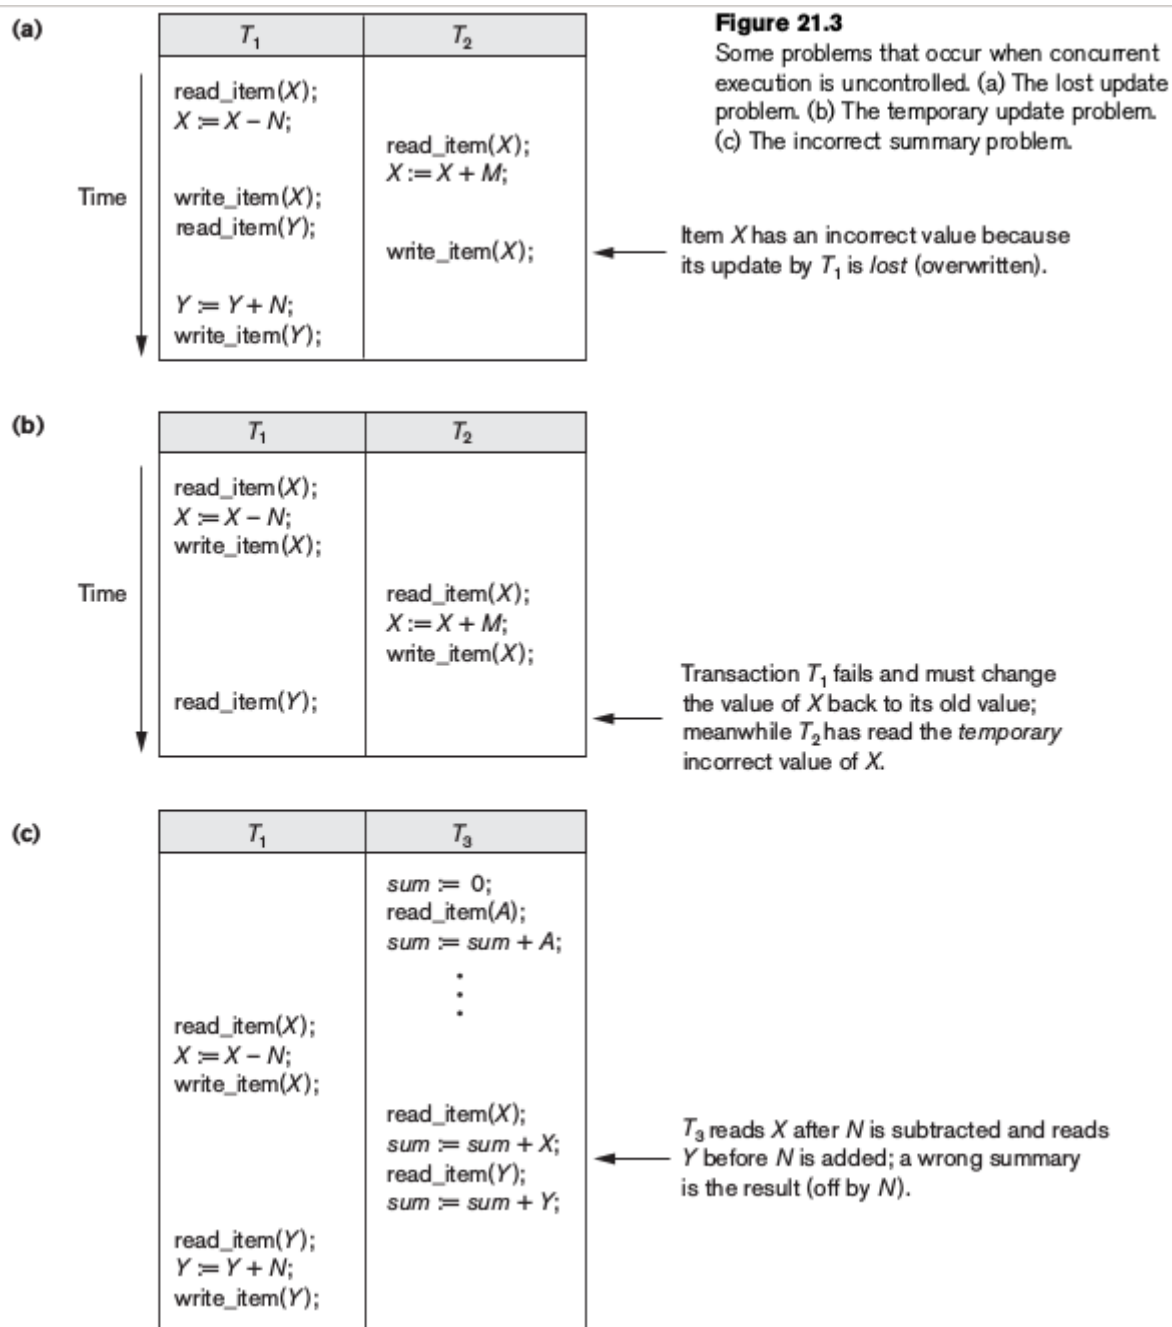 (a)
Figure 21.3
Some problems that occur when concurrent
execution is uncontrolled. (a) The lost update
problem. (b) The temporary update problem.
(c) The incorrect summary problem.
T₁ T₂
read_item(X);
X := X – N;
read_item(X);
X := X + M;
Time
write_item(X);
read_item(Y);
write_item(X);
Item X has an incorrect value because
its update by T₁ is lost (overwritten).
Y := Y + N;
write_item(Y);
(b)
T₁ T₂
read_item(X);
X := X – N;
write_item(X);
Time
read_item(X);
X := X + M;
write_item(X);
read_item(Y);
Transaction T₁ fails and must change
the value of X back to its old value;
meanwhile T₂ has read the temporary
incorrect value of X.
(c)
T₁ T₃
sum := 0;
read_item(A);
sum := sum + A;
read_item(X);
X := X – N;
write_item(X);
read_item(X);
sum := sum + X;
read_item(Y);
sum := sum + Y;
T₃ reads X after N is subtracted and reads
Y before N is added; a wrong summary
is the result (off by N).
read_item(Y);
Y := Y + N;
write_item(Y);